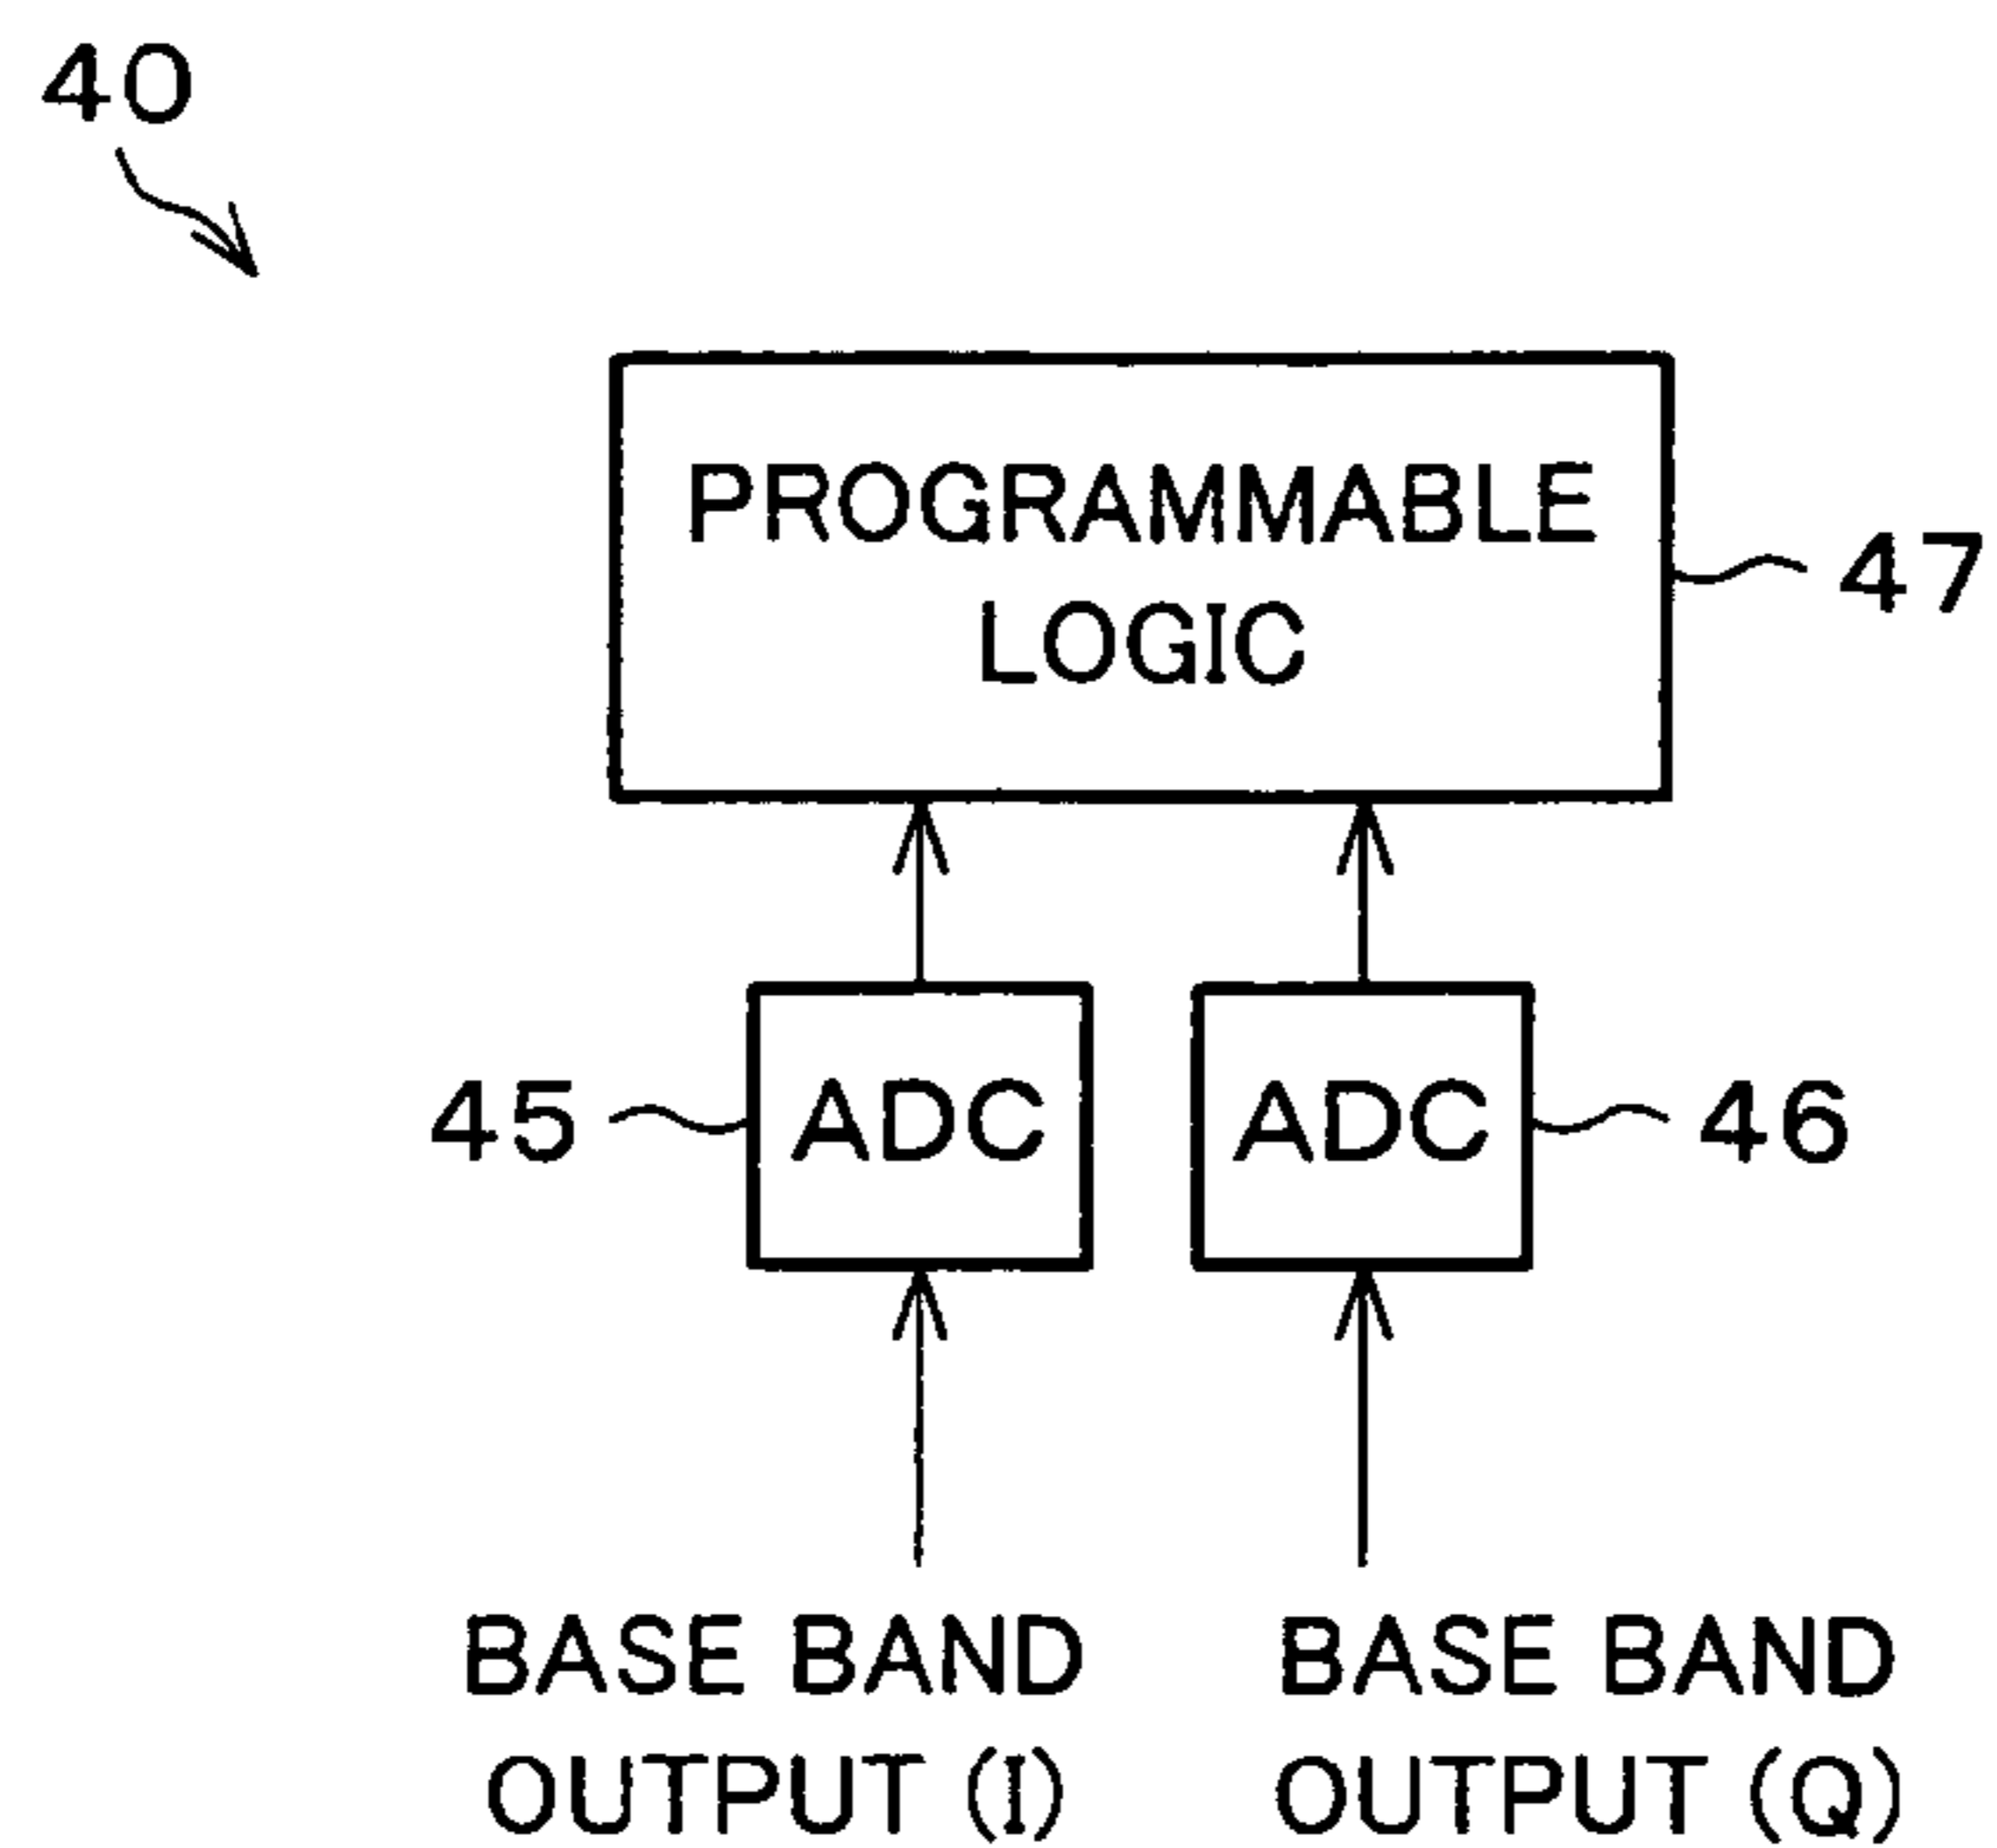 40
PROGRAMMABLE
LOGIC
47
45
ADC
ADC
46
BASE BAND
OUTPUT (I)
BASE BAND
OUTPUT (Q)